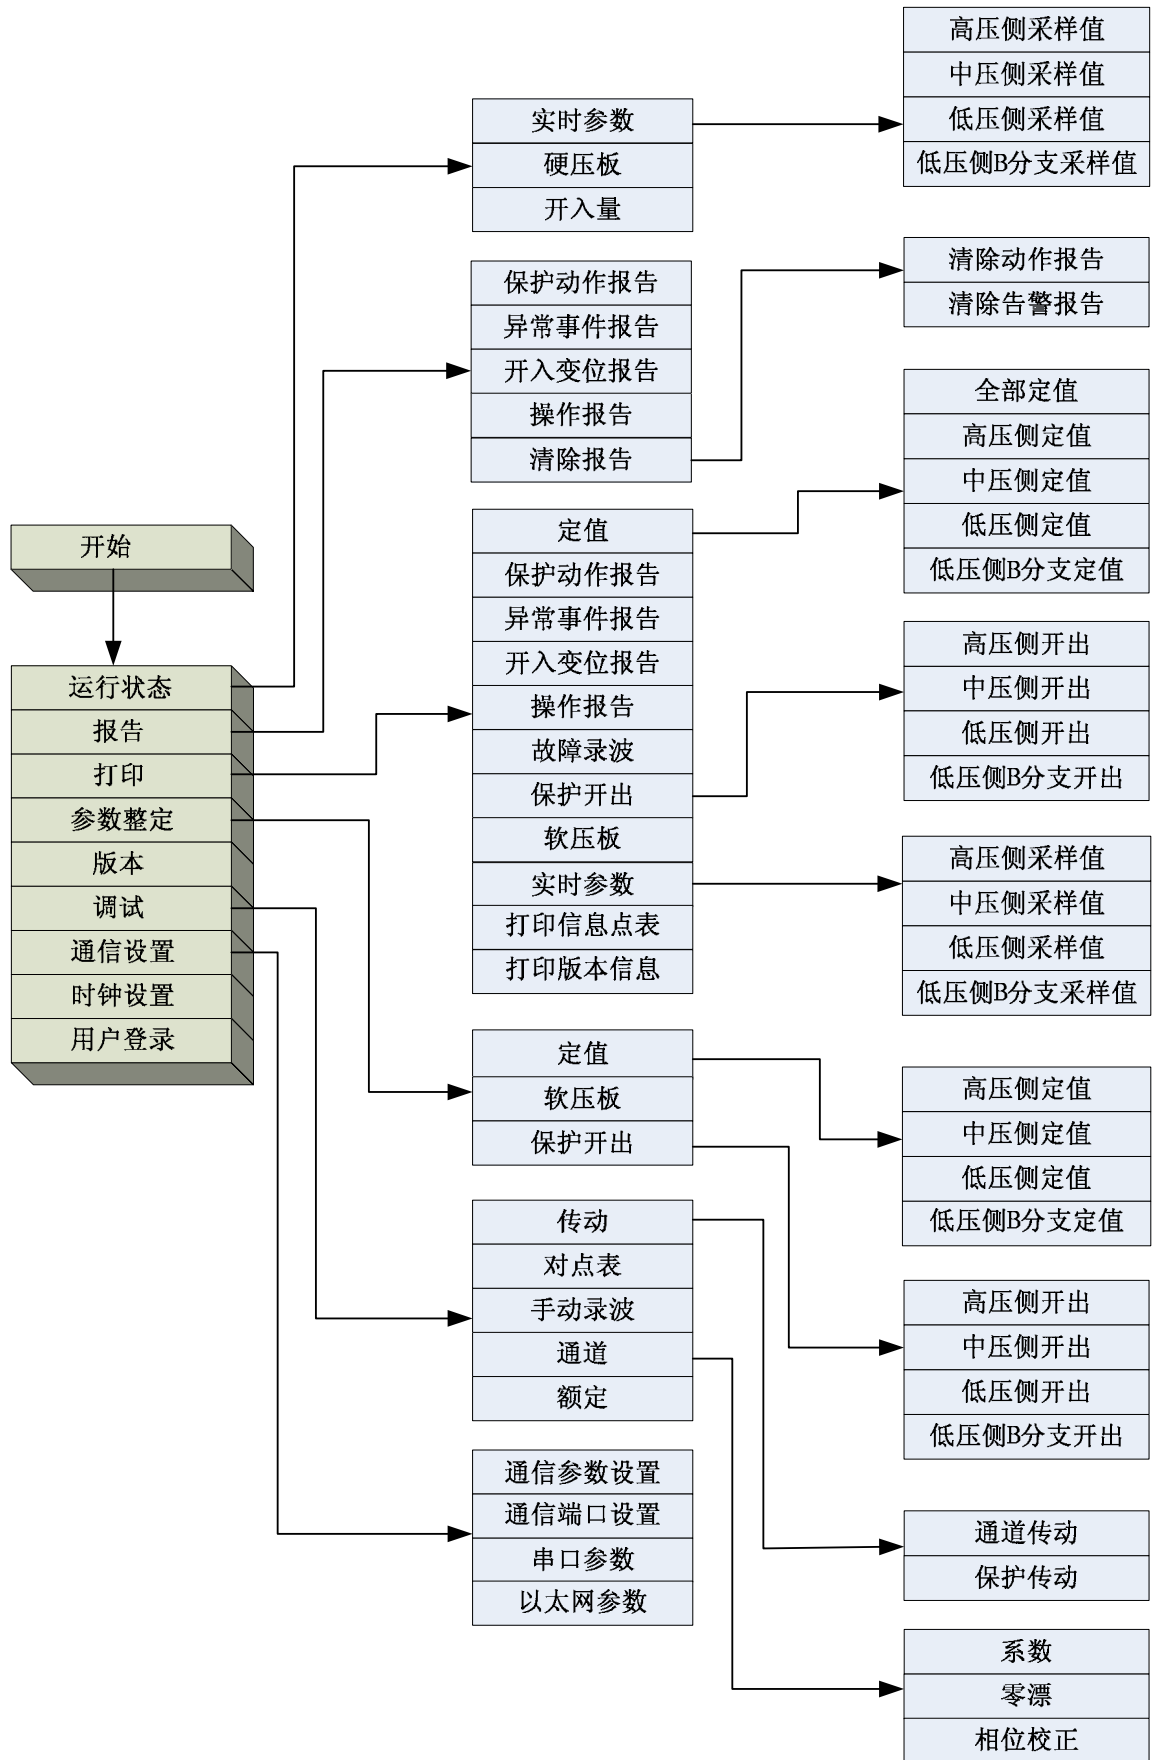 开始
运行状态
报告
打印
参数整定
版本
调试
通信设置
时钟设置
用户登录
实时参数
硬压板
开入量
保护动作报告
异常事件报告
开入变位报告
操作报告
清除报告
定值
保护动作报告
异常事件报告
开入变位报告
操作报告
故障录波
保护开出
软压板
实时参数
打印信息点表
打印版本信息
定值
软压板
保护开出
传动
对点表
手动录波
通道
额定
通信参数设置
通信端口设置
串口参数
以太网参数
高压侧采样值
中压侧采样值
低压侧采样值
低压侧B分支采样值
清除动作报告
清除告警报告
全部定值
高压侧定值
中压侧定值
低压侧定值
低压侧B分支定值
高压侧开出
中压侧开出
低压侧开出
低压侧B分支开出
高压侧采样值
中压侧采样值
低压侧采样值
低压侧B分支采样值
高压侧定值
中压侧定值
低压侧定值
低压侧B分支定值
高压侧开出
中压侧开出
低压侧开出
低压侧B分支开出
通道传动
保护传动
系数
零漂
相位校正